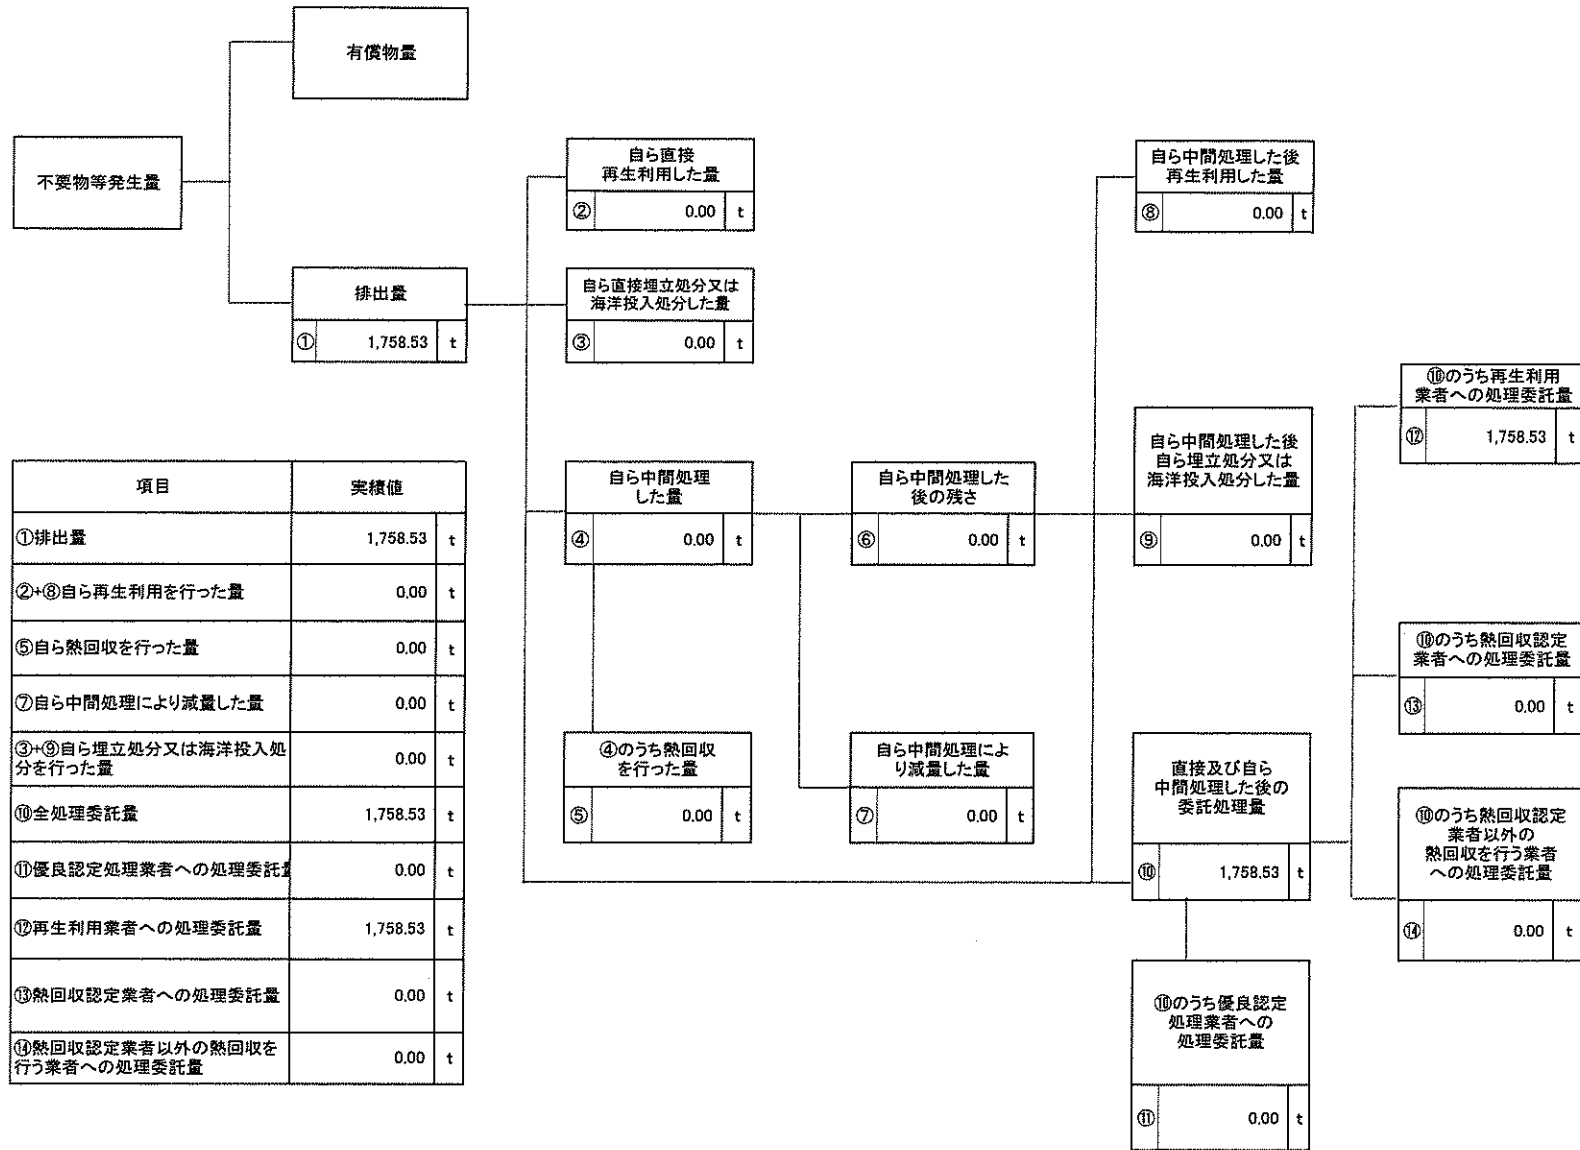 有償物量
不要物等発生量
排出量
① 1,758.53 t
自ら直接
再生利用した量
② 0.00 t
自ら直接埋立処分又は
海洋投入処分した量
③ 0.00 t
自ら中間処理
した量
④ 0.00 t
④のうち熱回収
を行った量
⑤ 0.00 t
自ら中間処理した
後の残さ
⑥ 0.00 t
自ら中間処理によ
り減量した量
⑦ 0.00 t
自ら中間処理した後
再生利用した量
⑧ 0.00 t
自ら中間処理した後
自ら埋立処分又は
海洋投入処分した量
⑨ 0.00 t
直接及び自ら
中間処理した後の
委託処理量
⑩ 1,758.53 t
⑩のうち優良認定
処理業者への
処理委託量
⑪ 0.00 t
⑩のうち再生利用
業者への処理委託量
⑫ 1,758.53 t
⑩のうち熱回収認定
業者への処理委託量
⑬ 0.00 t
⑩のうち熱回収認定
業者以外の
熱回収を行う業者
への処理委託量
⑭ 0.00 t
項目 実績値
①排出量 1,758.53 t
②+⑧自ら再生利用を行った量 0.00 t
⑤自ら熱回収を行った量 0.00 t
⑦自ら中間処理により減量した量 0.00 t
③+⑨自ら埋立処分又は海洋投入処
分を行った量 0.00 t
⑩全処理委託量 1,758.53 t
⑪優良認定処理業者への処理委託量 0.00 t
⑫再生利用業者への処理委託量 1,758.53 t
⑬熱回収認定業者への処理委託量 0.00 t
⑭熱回収認定業者以外の熱回収を
行う業者への処理委託量 0.00 t